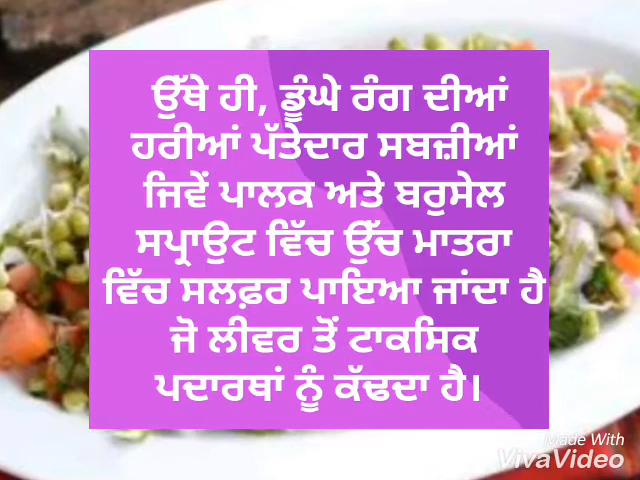 ਉੱਥੇ ਹੀ, ਡੂੰਘੇ ਰੰਗ ਦੀਆਂ
ਹਰੀਆਂ ਪੱਤੇਦਾਰ ਸਬਜ਼ੀਆਂ
ਜਿਵੇਂ ਪਾਲਕ ਅਤੇ ਬਰੁਸੇਲ
ਸਪ੍ਰਾਉਟ ਵਿੱਚ ਉੱਚ ਮਾਤਰਾ
ਵਿੱਚ ਸਲਫ਼ਰ ਪਾਇਆ ਜਾਂਦਾ ਹੈ
ਜੋ ਲੀਵਰ ਤੋਂ ਟਾਕਸਿਕ
ਪਦਾਰਥਾਂ ਨੂੰ ਕੱਢਦਾ ਹੈ।
Made With
VivaVideo